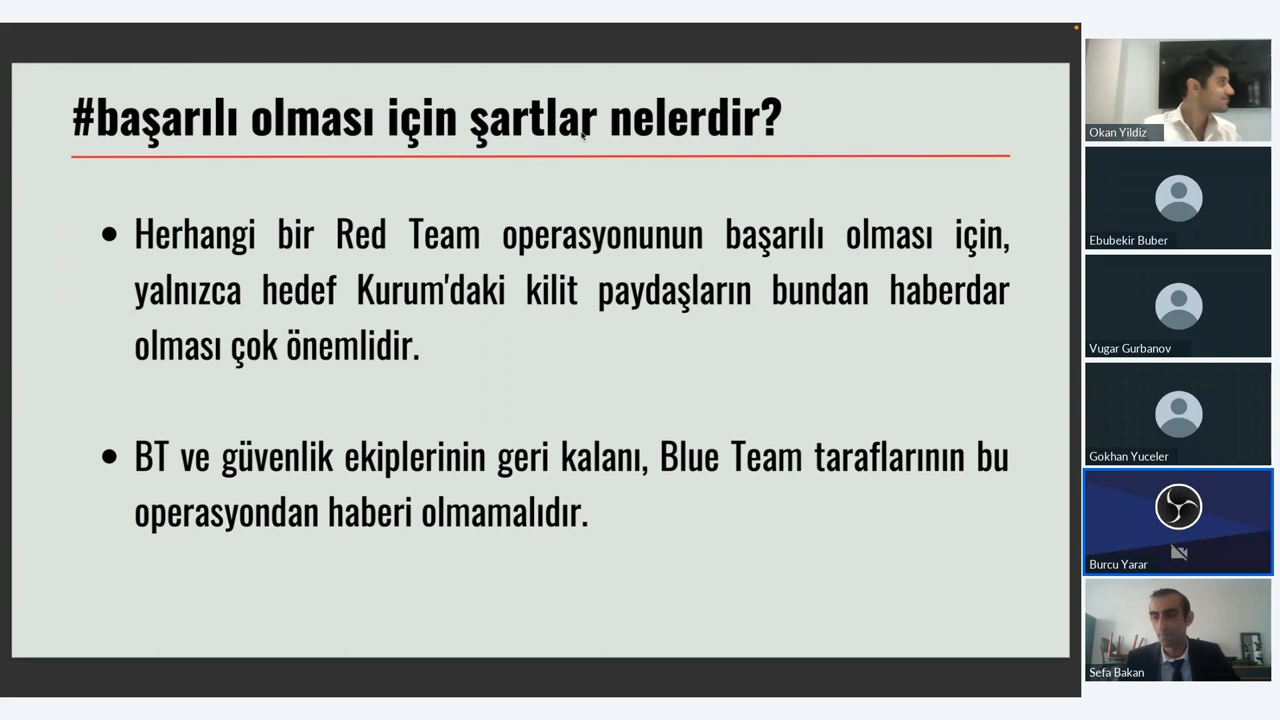 #başarılı olması için şartlar nelerdir?
Herhangi bir Red Team operasyonunun başarılı olması için,
yalnızca hedef Kurum'daki kilit paydaşların bundan haberdar
olması çok önemlidir.
BT ve güvenlik ekiplerinin geri kalanı, Blue Team taraflarının bu
operasyondan haberi olmamalıdır.
Okan Yildiz
Ebubekir Buber
Vugar Gurbanov
Gokhan Yuceler
Burcu Yarar
Sefa Bakan